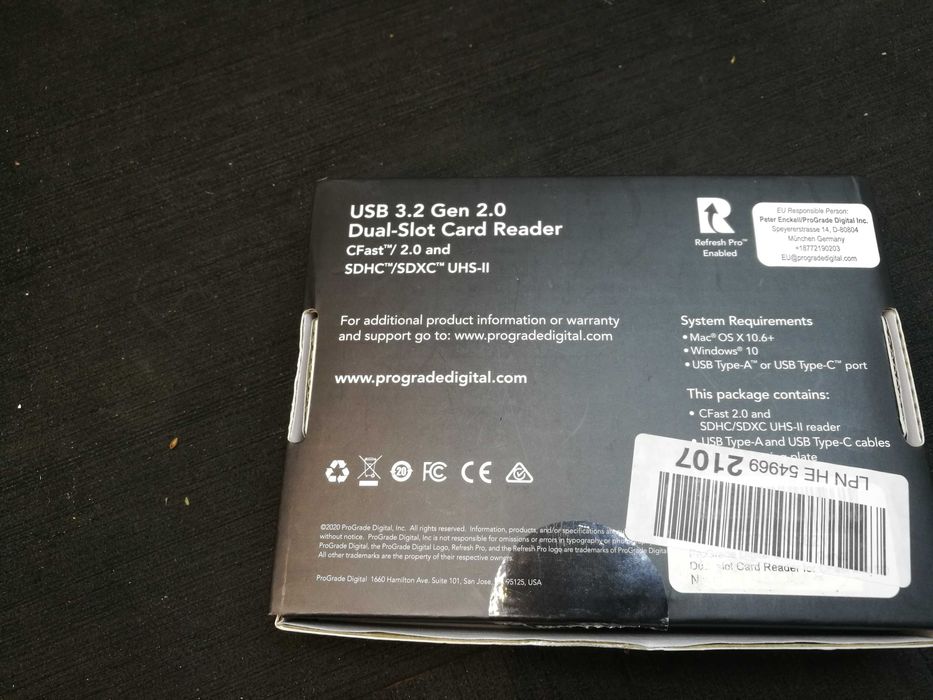 USB 3.2 Gen 2.0
Dual-Slot Card Reader
CFast™/ 2.0 and
SDHC™/SDXC™ UHS-II
R
Refresh Pro™
Enabled
EU Responsible Person:
Peter Enckell/ProGrade Digital Inc.
Speyererstrasse 14, D-80804
München Germany
+18772190203
EU@progradedigital.com
For additional product information or warranty
and support go to: www.progradedigital.com
www.progradedigital.com
System Requirements
• Mac® OS X 10.6+
• Windows® 10
• USB Type-A™ or USB Type-C™ port
This package contains:
• CFast 2.0 and
SDHC/SDXC UHS-II reader
• USB Type-A and USB Type-C cables
plate
20
FC
CE
LPN HE 54969 2107
©2020 ProGrade Digital, Inc. All rights reserved. Information, products, and/or specifications are
without notice. ProGrade Digital, Inc is not responsible for omissions or errors in typography or
ProGrade Digital, the ProGrade Digital Logo, Refresh Pro, and the Refresh Pro logo are trademarks of ProGrade Digital
All other trademarks are the property of their respective owners.
ProGrade Digital 1660 Hamilton Ave. Suite 101, San Jose, 95125, USA
ProGrade
Slot Card Reader